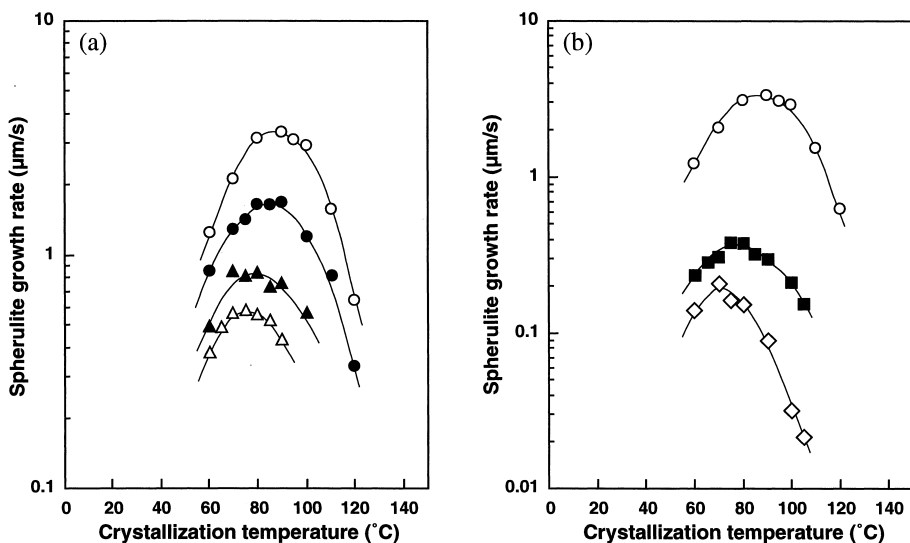 (a)
10
1
0.1
0 20 40 60 80 100 120 140
Spherulite growth rate (µm/s)
Crystallization temperature (˚C)
(b)
10
1
0.1
0.01
0 20 40 60 80 100 120 140
Spherulite growth rate (µm/s)
Crystallization temperature (˚C)